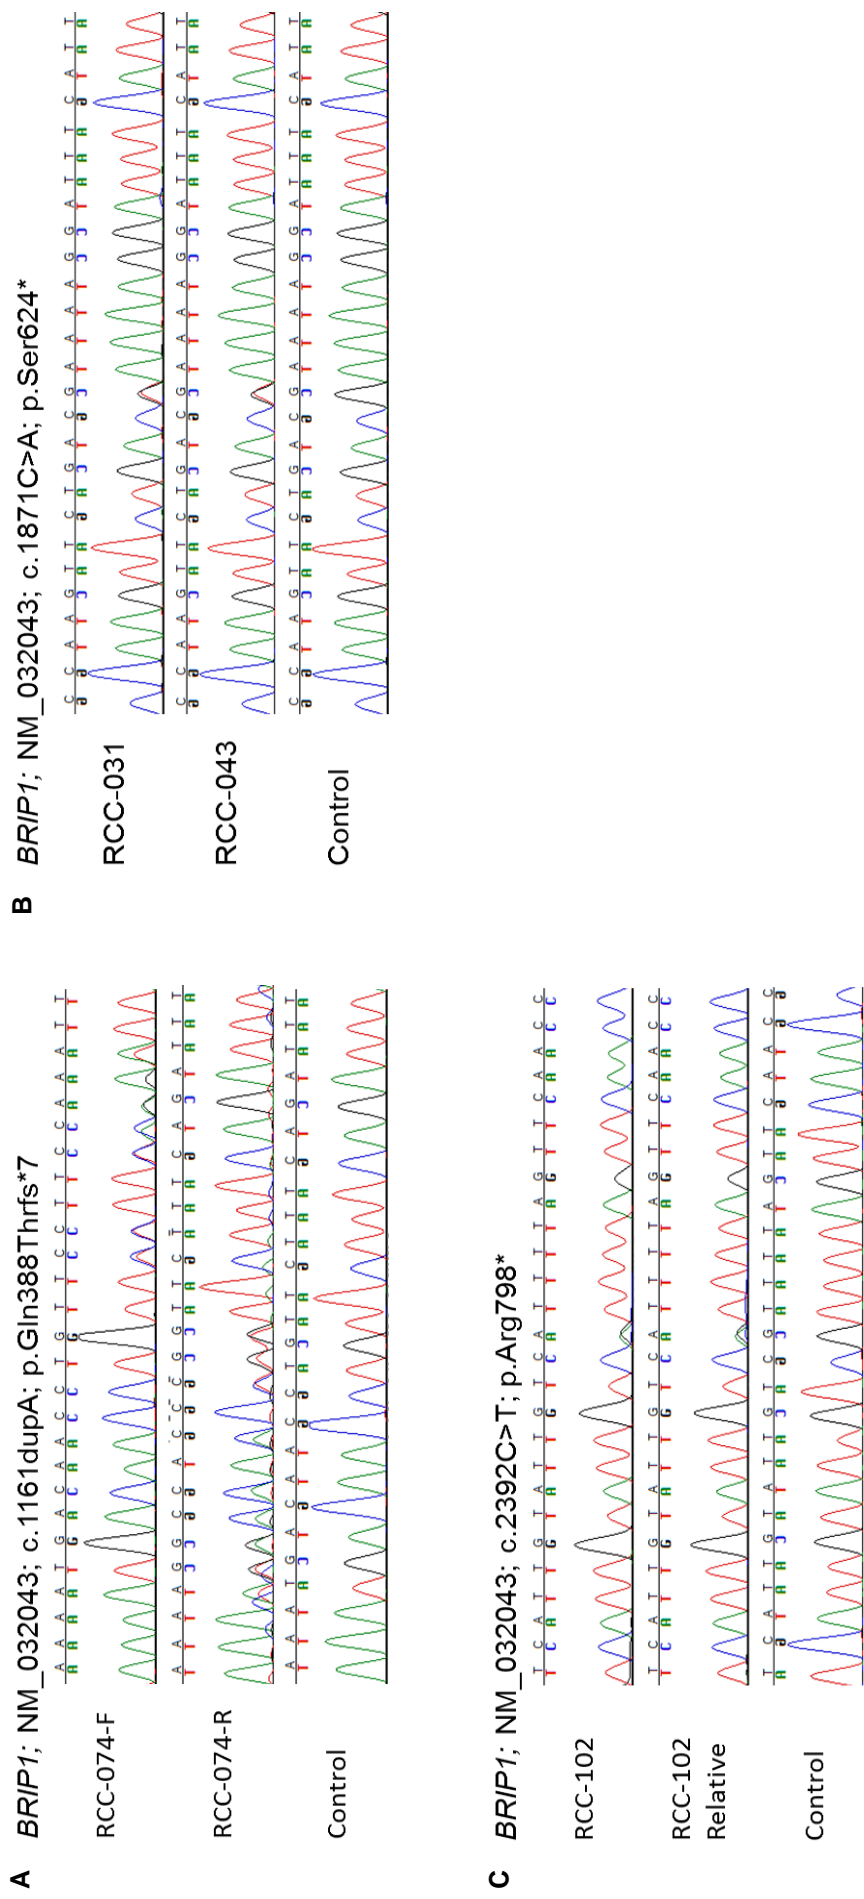 A BRIP1; NM_032043; c.1161dupA; p.Gln388Thrfs*7
RCC-074-F
RCC-074-R
Control
B BRIP1; NM_032043; c.1871C>A; p.Ser624*
C C A A G T T C T G A C G A A A A G G A T T T C A T T
G G T T C A A G A C T G C T T T T C C T A A A G T A A
RCC-031
C C A A G T T C T G A C G A A A A G G A T T T C A T T
G G T T C A A G A C T G C T T T T C C T A A A G T A A
RCC-043
C C A A G T T C T G A C G A A A A G G A T T T C A T T
G G T T C A A G A C T G C T T T T C C T A A A G T A A
Control
C BRIP1; NM_032043; c.2392C>T; p.Arg798*
T C A T T G T A T T G T C A T T T T A G T T C A A C C
T C A T T G T A T T G T C A T T T T A G T T C A A C C
RCC-102
T C A T T G T A T T G T C A T T T T A G T T C A A C C
T C A T T G T A T T G T C A T T T T A G T T C A A C C
RCC-102
Relative
Control